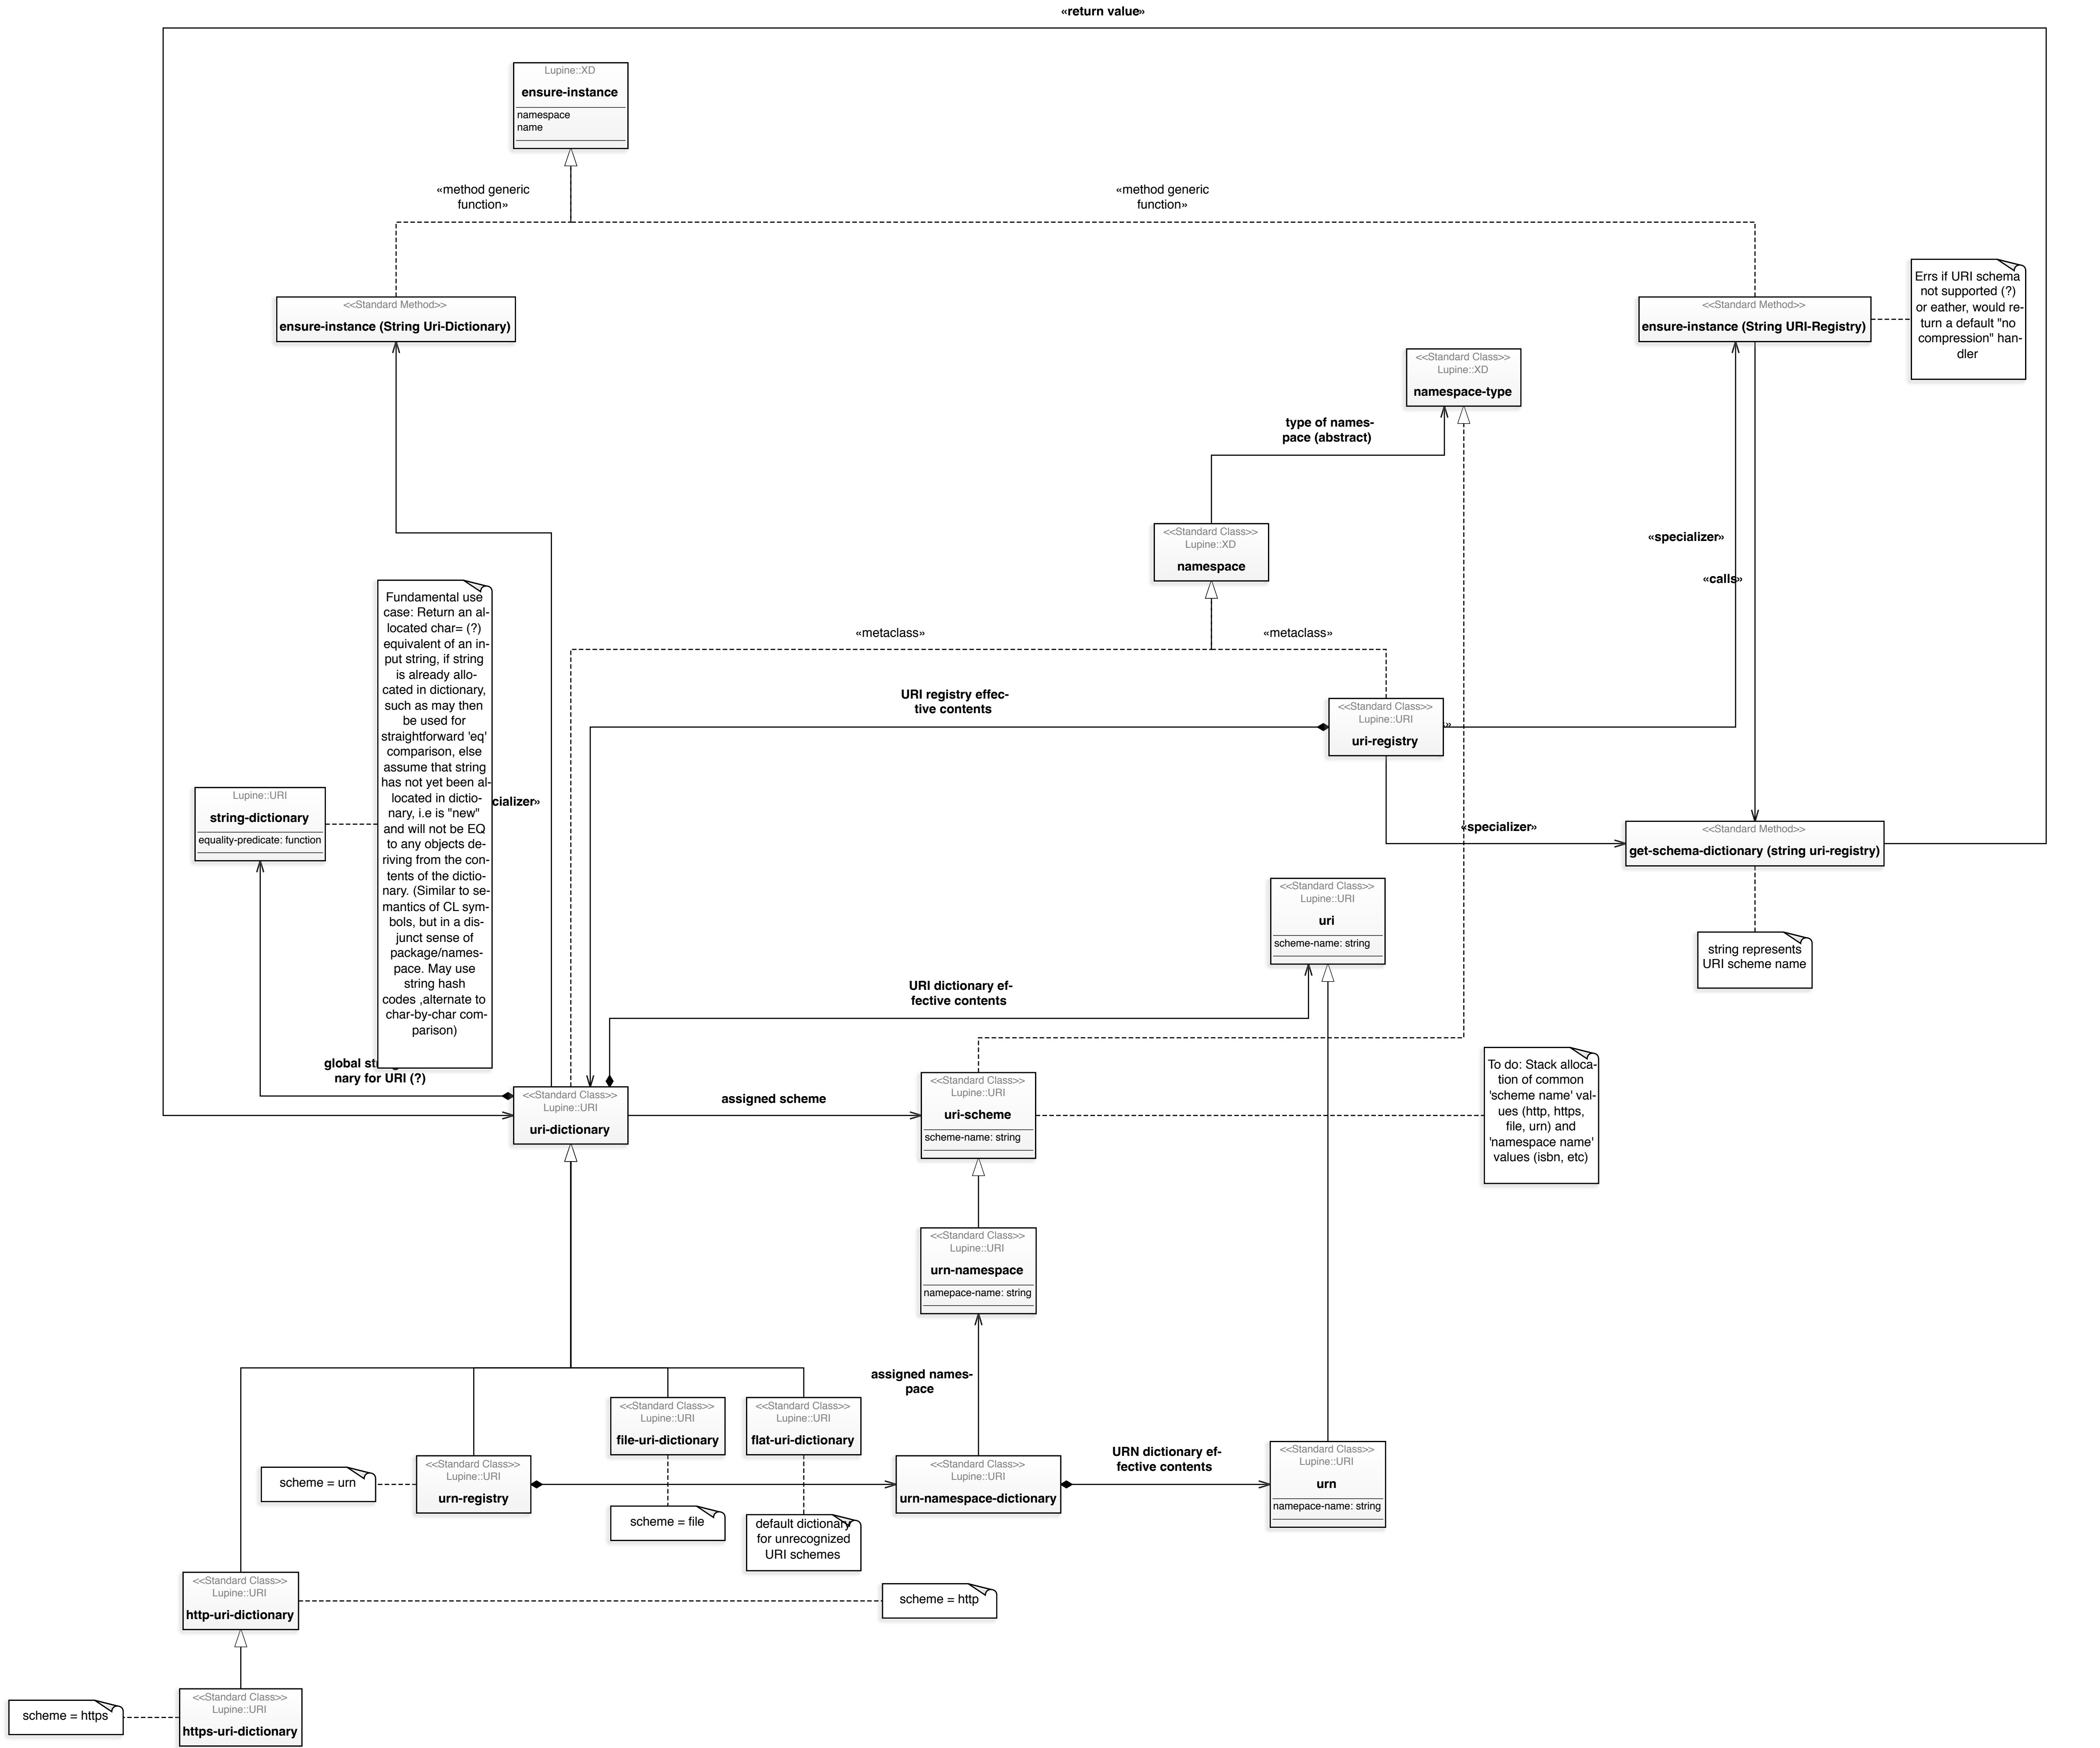 «return value»
Lupine::XD
ensure-instance
namespace
name
«method generic
function»
«method generic
function»
<<Standard Method>>
ensure-instance (String Uri-Dictionary)
<<Standard Method>>
ensure-instance (String URI-Registry)
Errs if URI schema
not supported (?)
or eather, would re-
turn a default "no
compression" han-
dler
<<Standard Class>>
Lupine::XD
namespace-type
type of names-
pace (abstract)
<<Standard Class>>
Lupine::XD
namespace
«specializer»
«calls»
Fundamental use
case: Return an al-
located char= (?)
equivalent of an in-
put string, if string
is already allo-
cated in dictionary,
such as may then
be used for
straightforward 'eq'
comparison, else
assume that string
has not yet been al-
located in dictio-
nary, i.e is "new"
and will not be EQ
to any objects de-
riving from the con-
tents of the dictio-
nary. (Similar to se-
mantics of CL sym-
bols, but in a dis-
junct sense of
package/names-
pace. May use
string hash
codes ,alternate to
char-by-char com-
parison)
«metaclass»
«metaclass»
URI registry effec-
tive contents
<<Standard Class>>
Lupine::URI
uri-registry
»
Lupine::URI
string-dictionary
equality-predicate: function
cializer»
«specializer»
<<Standard Method>>
get-schema-dictionary (string uri-registry)
<<Standard Class>>
Lupine::URI
uri
scheme-name: string
string represents
URI scheme name
URI dictionary ef-
fective contents
global
nary for URI (?)
<<Standard Class>>
Lupine::URI
uri-dictionary
assigned scheme
<<Standard Class>>
Lupine::URI
uri-scheme
scheme-name: string
To do: Stack alloca-
tion of common
'scheme name' val-
ues (http, https,
file, urn) and
'namespace name'
values (isbn, etc)
<<Standard Class>>
Lupine::URI
urn-namespace
namepace-name: string
assigned names-
pace
<<Standard Class>>
Lupine::URI
file-uri-dictionary
<<Standard Class>>
Lupine::URI
flat-uri-dictionary
scheme = urn
<<Standard Class>>
Lupine::URI
urn-registry
<<Standard Class>>
Lupine::URI
urn-namespace-dictionary
URN dictionary ef-
fective contents
<<Standard Class>>
Lupine::URI
urn
namepace-name: string
scheme = file
default dictionary
for unrecognized
URI schemes
<<Standard Class>>
Lupine::URI
http-uri-dictionary
scheme = http
scheme = https
<<Standard Class>>
Lupine::URI
https-uri-dictionary